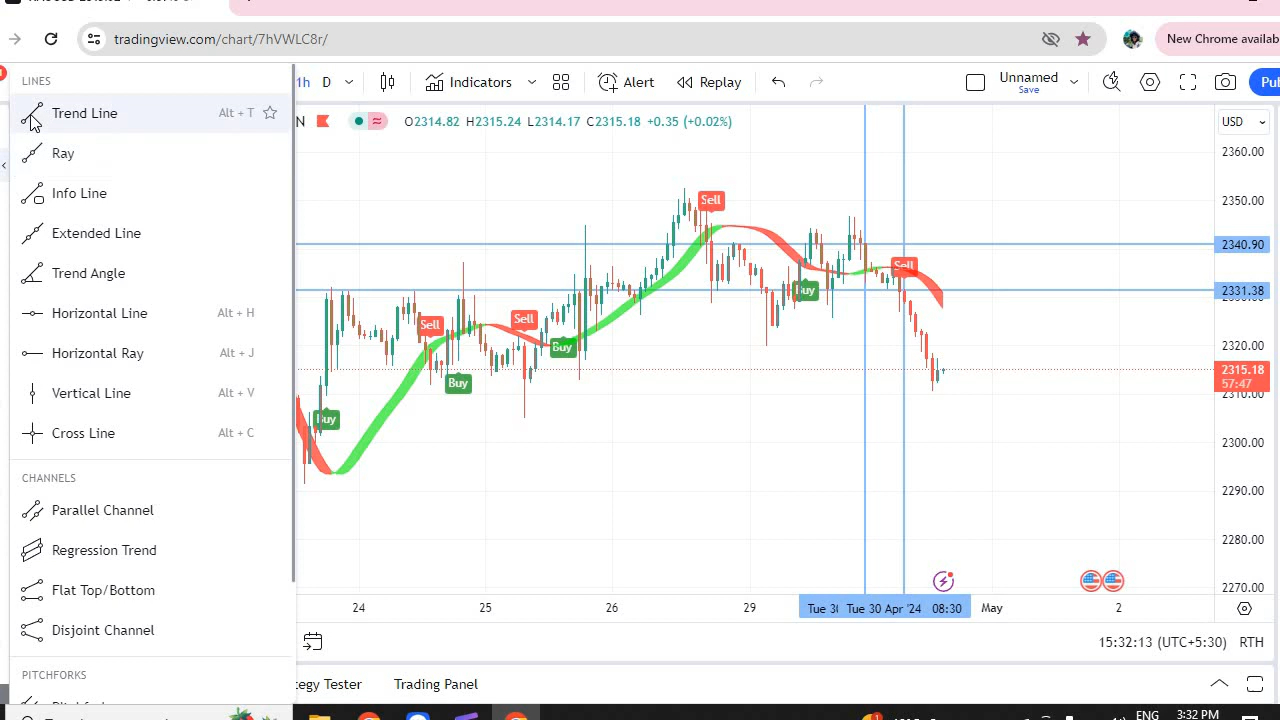 tradingview.com/chart/7hVWLC8r/
New Chrome availab
LINES
Trend Line Alt + T
Ray
Info Line
Extended Line
Trend Angle
Horizontal Line Alt + H
Horizontal Ray Alt + J
Vertical Line Alt + V
Cross Line Alt + C
CHANNELS
Parallel Channel
Regression Trend
Flat Top/Bottom
Disjoint Channel
PITCHFORKS
1h D Indicators Alert Replay Unnamed Save Pul
N O2314.82 H2315.24 L2314.17 C2315.18 +0.35 (+0.02%) USD
2360.00
2350.00
2340.90
2331.38
2320.00
2315.18
57:47
2310.00
2300.00
2290.00
2280.00
2270.00
Sell
Sell
Sell
Sell
Buy
Buy
Buy
Buy
24 25 26 29 Tue 30 Tue 30 Apr '24 08:30 May 2
15:32:13 (UTC+5:30) RTH
egy Tester Trading Panel
ENG 3:32 PM